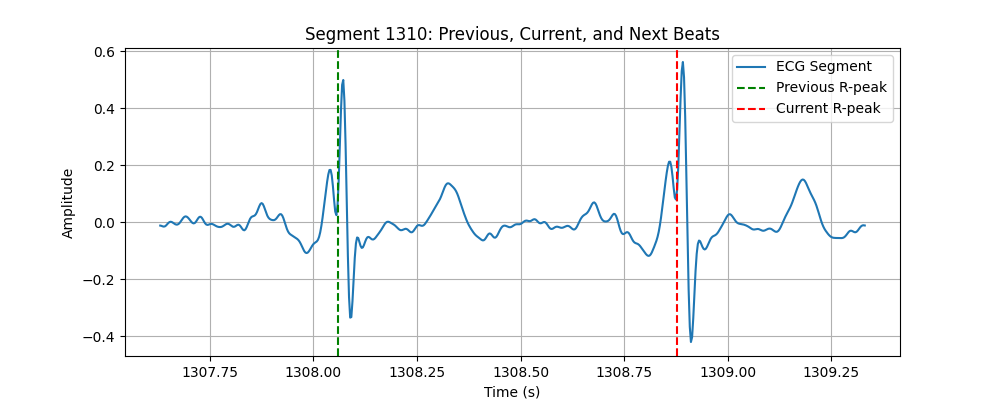 Segment 1310: Previous, Current, and Next Beats
ECG Segment
Previous R-peak
Current R-peak
Amplitude
0.6
0.4
0.2
0.0
−0.2
−0.4
1307.75 1308.00 1308.25 1308.50 1308.75 1309.00 1309.25
Time (s)